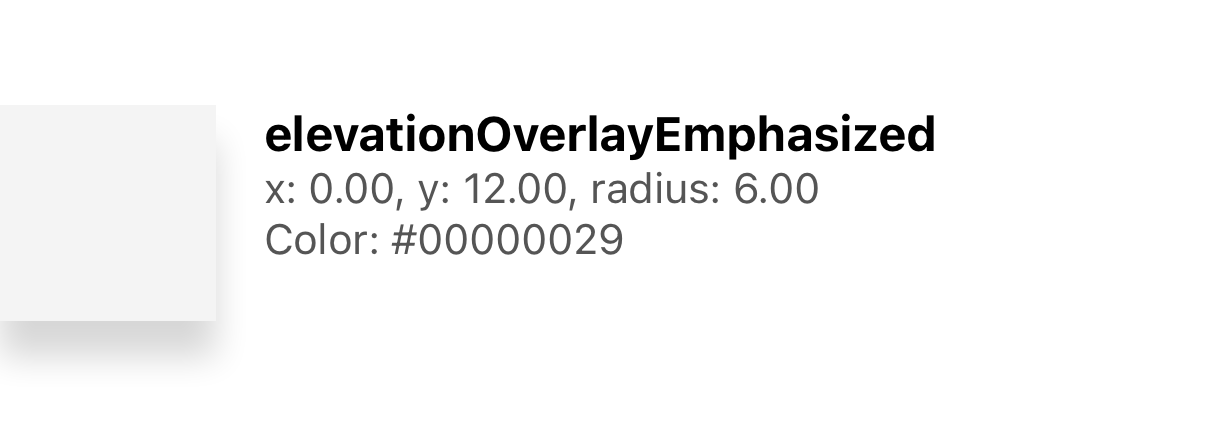 elevationOverlayEmphasized
x: 0.00, y: 12.00, radius: 6.00
Color: #00000029